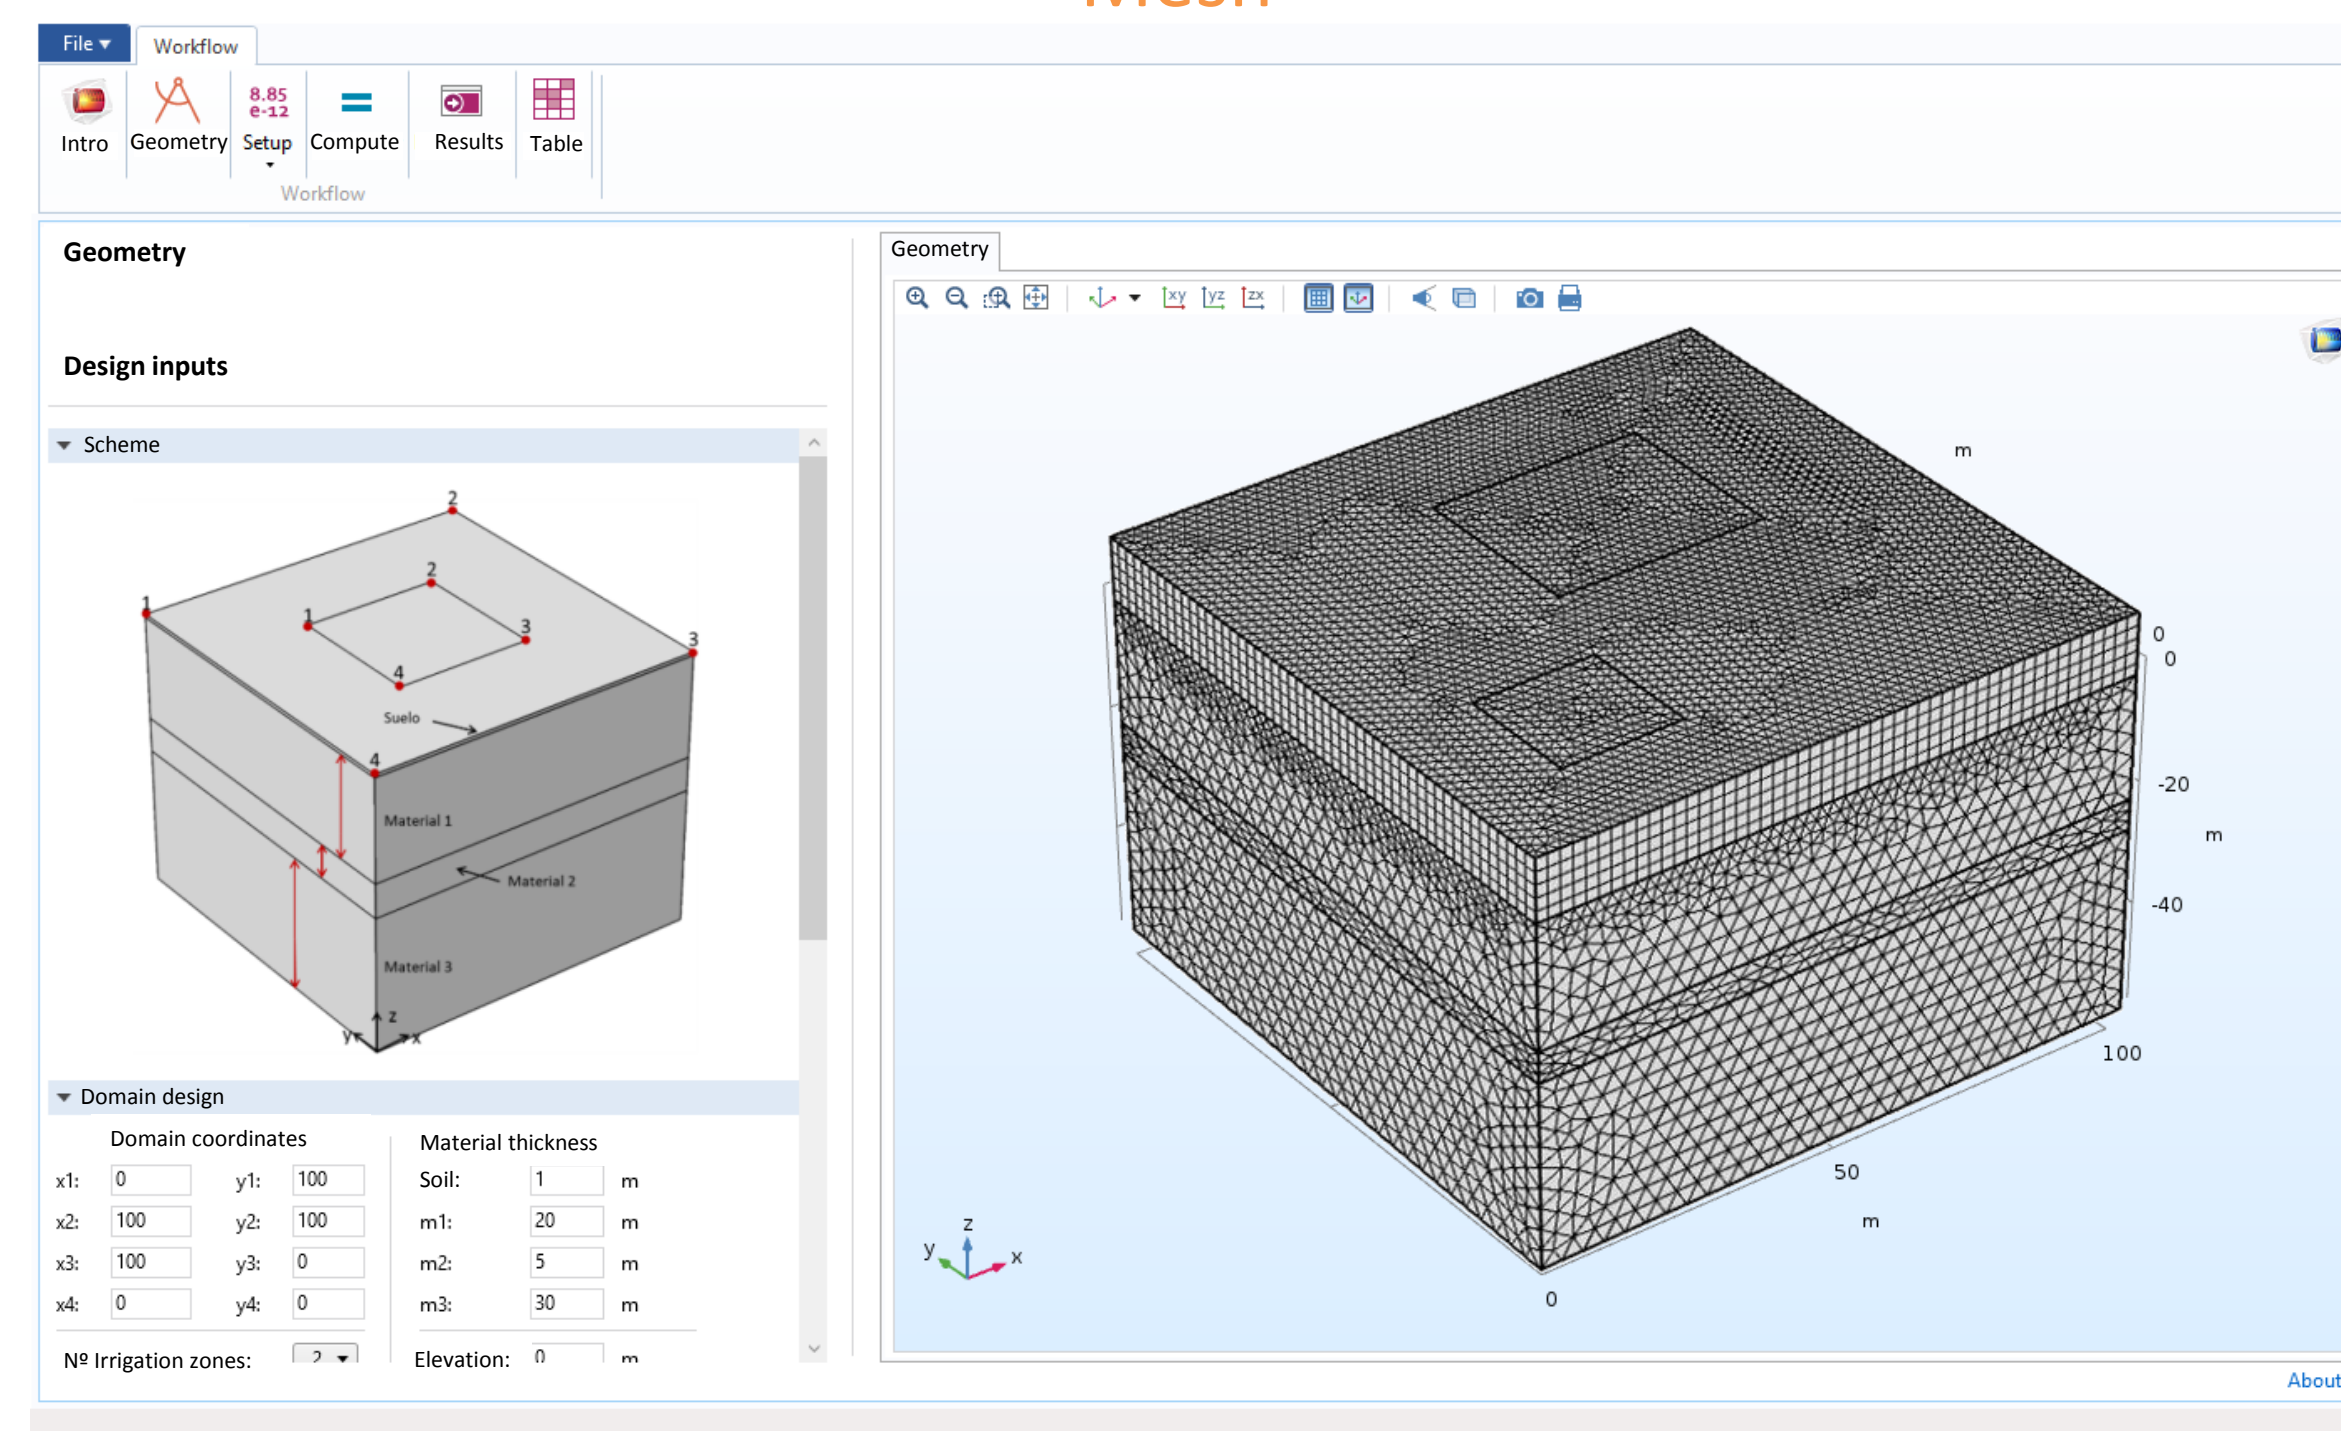 Mesh
File
Workflow
8.85
e-12
Intro
Geometry
Setup
Compute
Results
Table
Workflow
Geometry
Design inputs
Scheme
2
2
1
1
3
3
4
Suelo
4
Material 1
Material 2
Material 3
z
y
x
Domain design
Domain coordinates
Material thickness
x1: 0 y1: 100 Soil: 1 m
x2: 100 y2: 100 m1: 20 m
x3: 100 y3: 0 m2: 5 m
x4: 0 y4: 0 m3: 30 m
Nº Irrigation zones: 2 Elevation: 0 m
Geometry
xy yz zx
m
0
0
-20
m
-40
100
50
m
0
z
y
x
About